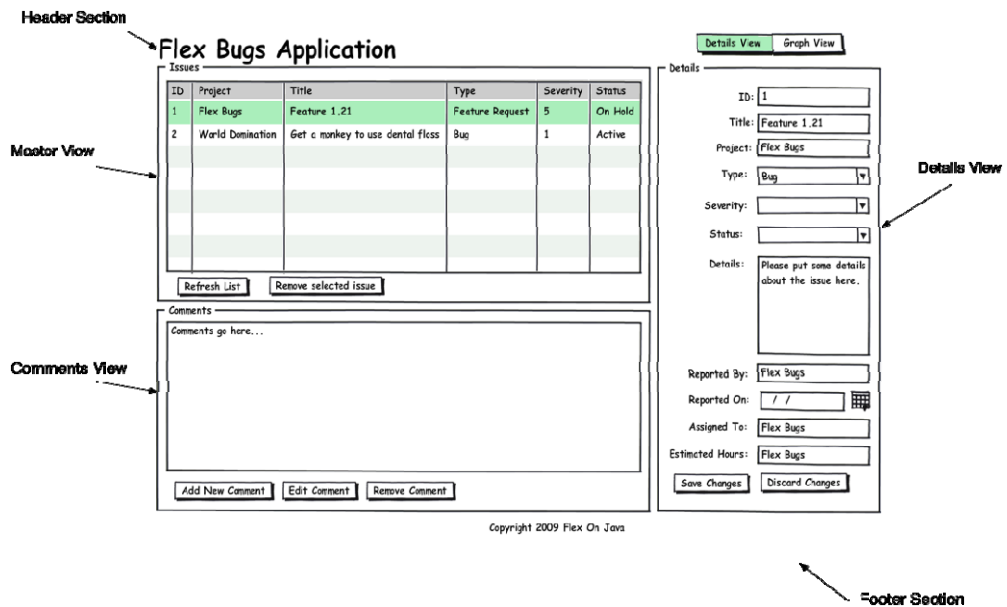 Header Section
Flex Bugs Application
Details View Graph View
Issues
ID Project Title Type Severity Status
1 Flex Bugs Feature 1.21 Feature Request 5 On Hold
2 World Domination Get a monkey to use dental floss Bug 1 Active
Refresh List Remove selected issue
Master View
Comments
Comments go here...
Comments View
Add New Comment Edit Comment Remove Comment
Details
ID: 1
Title: Feature 1.21
Project: Flex Bugs
Type: Bug
Severity:
Status:
Details: Please put some details
about the issue here.
Reported By: Flex Bugs
Reported On: / /
Assigned To: Flex Bugs
Estimated Hours: Flex Bugs
Save Changes Discard Changes
Details View
Copyright 2009 Flex On Java
Footer Section